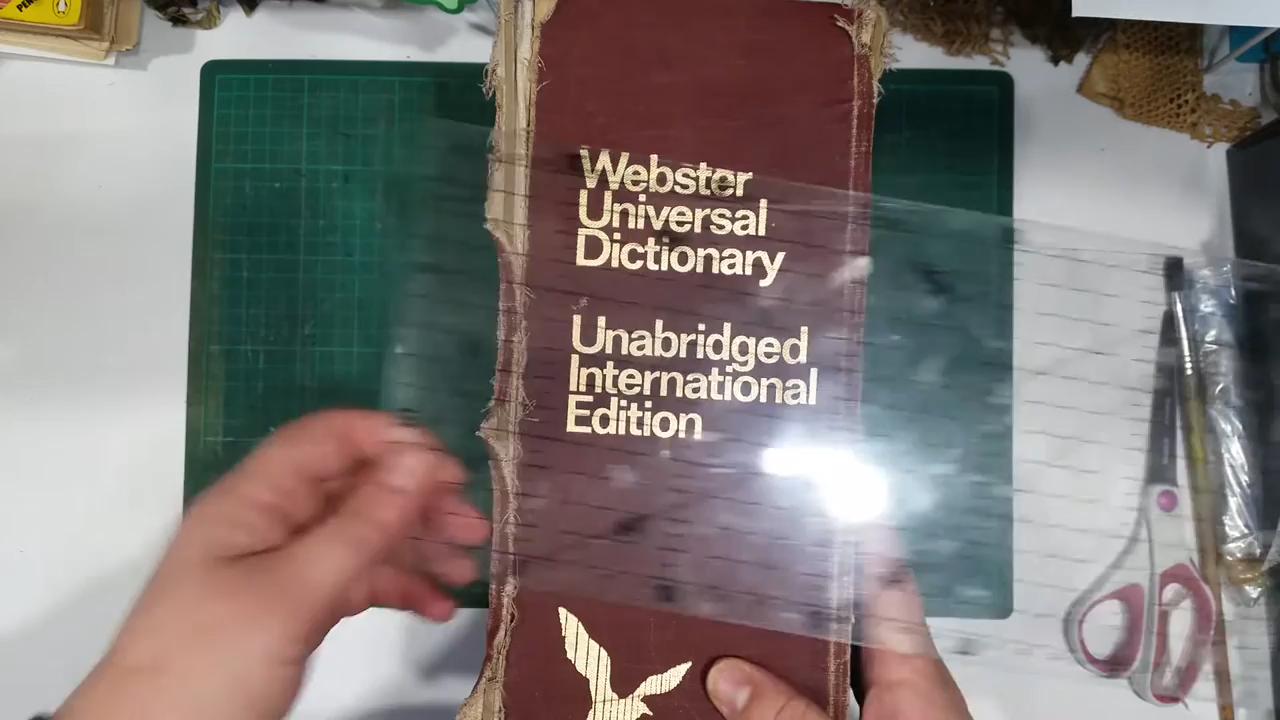 Webster
Universal
Dictionary
Unabridged
International
Edition